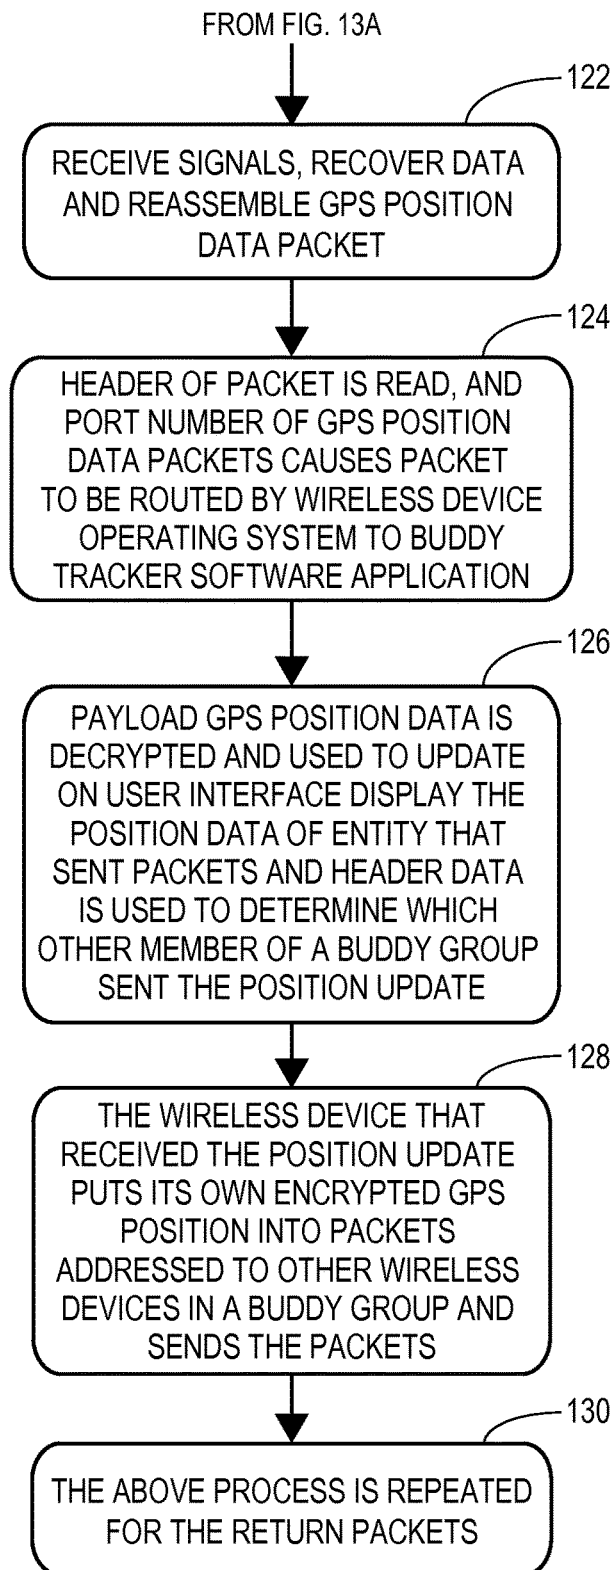 FROM FIG. 13A
122
RECEIVE SIGNALS, RECOVER DATA
AND REASSEMBLE GPS POSITION
DATA PACKET
124
HEADER OF PACKET IS READ, AND
PORT NUMBER OF GPS POSITION
DATA PACKETS CAUSES PACKET
TO BE ROUTED BY WIRELESS DEVICE
OPERATING SYSTEM TO BUDDY
TRACKER SOFTWARE APPLICATION
126
PAYLOAD GPS POSITION DATA IS
DECRYPTED AND USED TO UPDATE
ON USER INTERFACE DISPLAY THE
POSITION DATA OF ENTITY THAT
SENT PACKETS AND HEADER DATA
IS USED TO DETERMINE WHICH
OTHER MEMBER OF A BUDDY GROUP
SENT THE POSITION UPDATE
128
THE WIRELESS DEVICE THAT
RECEIVED THE POSITION UPDATE
PUTS ITS OWN ENCRYPTED GPS
POSITION INTO PACKETS
ADDRESSED TO OTHER WIRELESS
DEVICES IN A BUDDY GROUP AND
SENDS THE PACKETS
130
THE ABOVE PROCESS IS REPEATED
FOR THE RETURN PACKETS